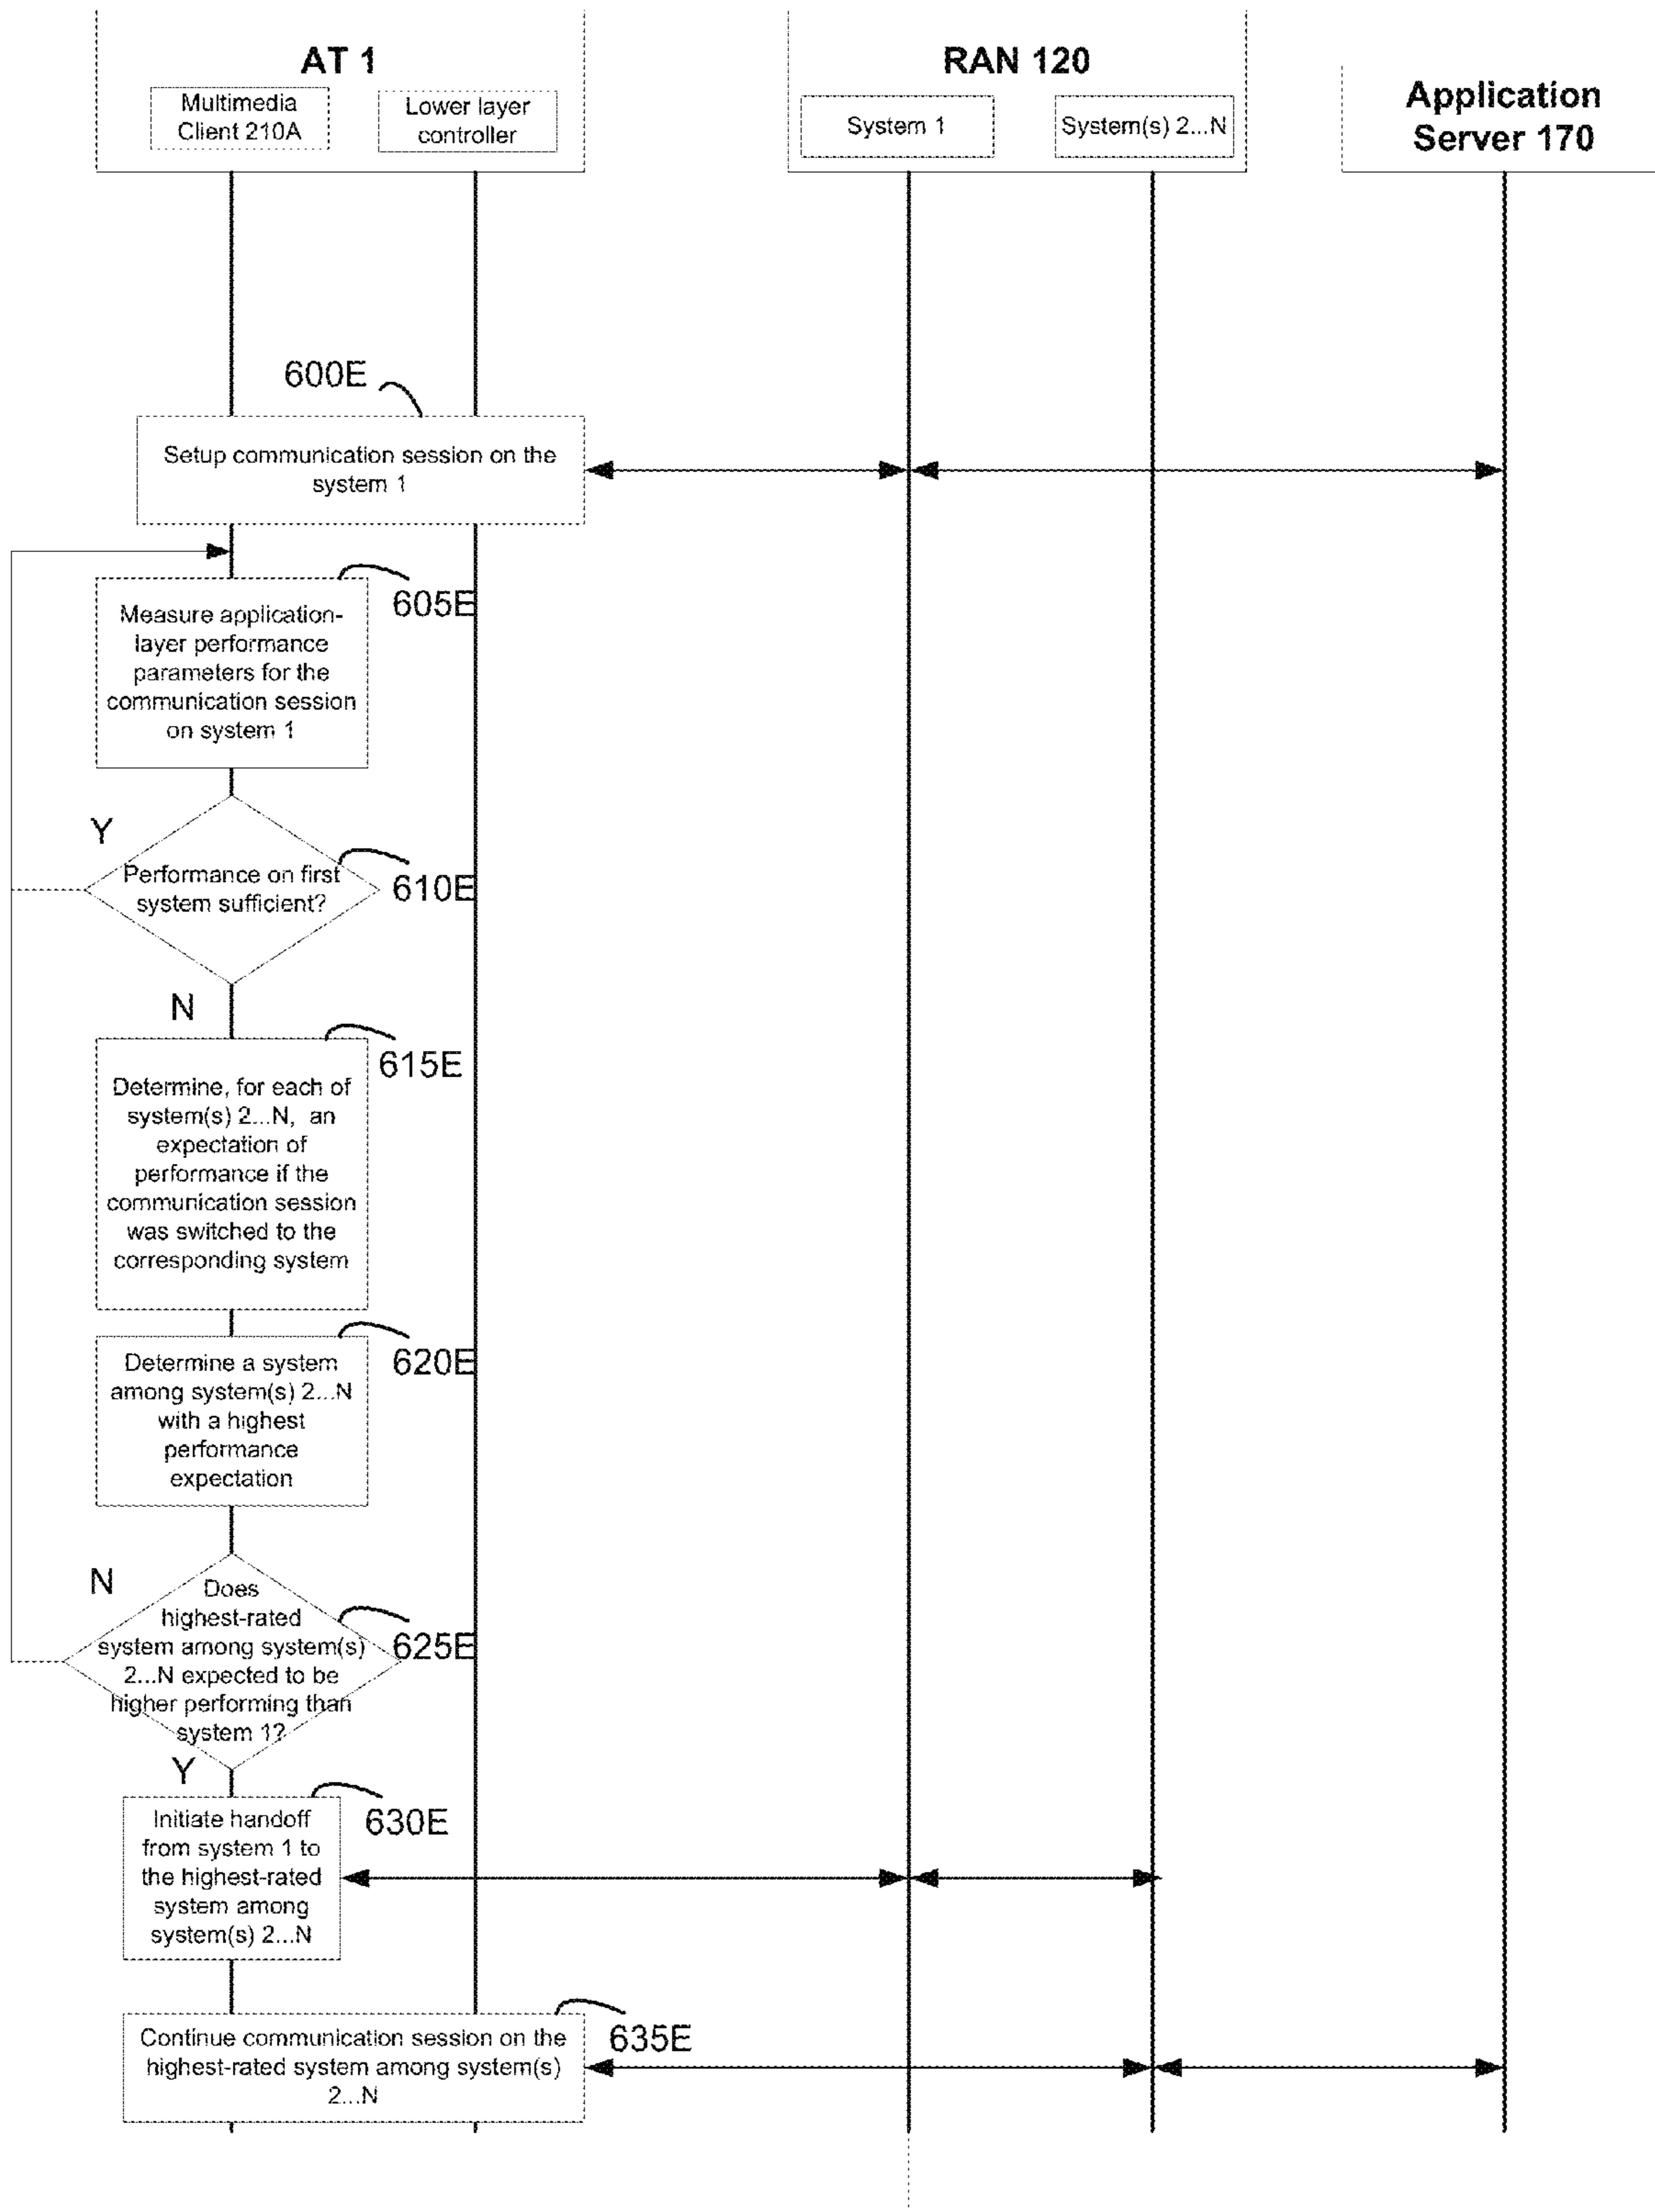 AT 1
Multimedia
Client 210A
Lower layer
controller
RAN 120
System 1
System(s) 2...N
Application
Server 170
600E
Setup communication session on the
system 1
605E
Measure application-
layer performance
parameters for the
communication session
on system 1
Y
Performance on first
system sufficient?
610E
N
615E
Determine, for each of
system(s) 2...N, an
expectation of
performance if the
communication session
was switched to the
corresponding system
620E
Determine a system
among system(s) 2...N
with a highest
performance
expectation
N
Does
highest-rated
system among system(s)
2...N expected to be
higher performing than
system 1?
625E
Y
630E
Initiate handoff
from system 1 to
the highest-rated
system among
system(s) 2...N
635E
Continue communication session on the
highest-rated system among system(s)
2...N